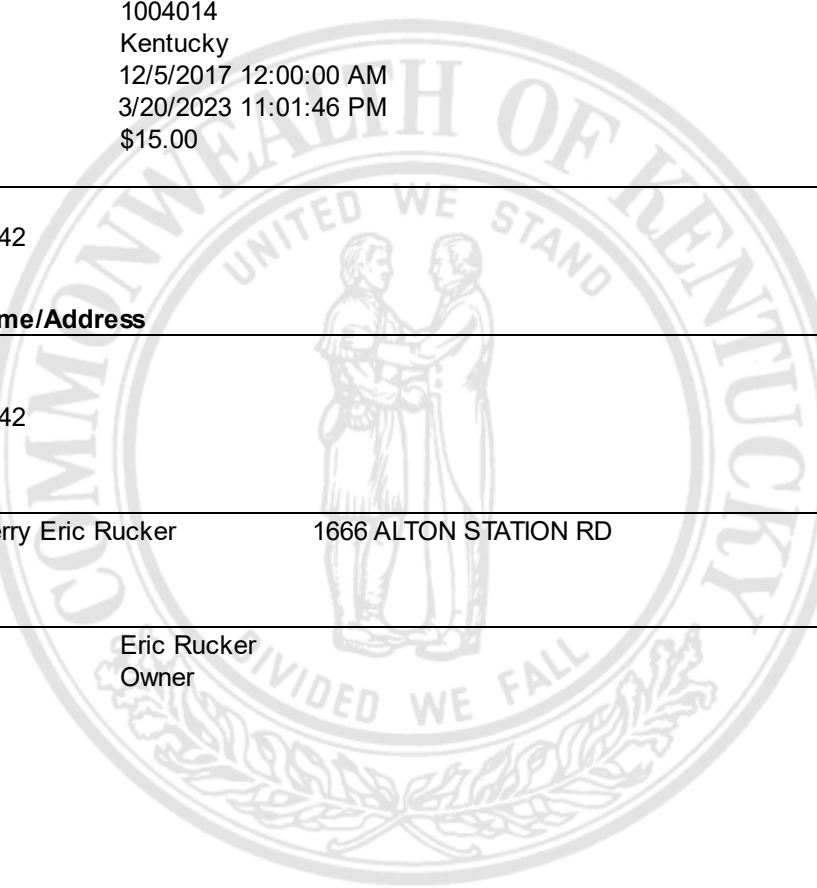 1004014
Kentucky
12/5/2017 12:00:00 AM
3/20/2023 11:01:46 PM
$15.00
42
me/Address
42
rry Eric Rucker 1666 ALTON STATION RD
Eric Rucker
Owner
COMMONWEALTH OF KENTUCKY
UNITED WE STAND
DIVIDED WE FALL